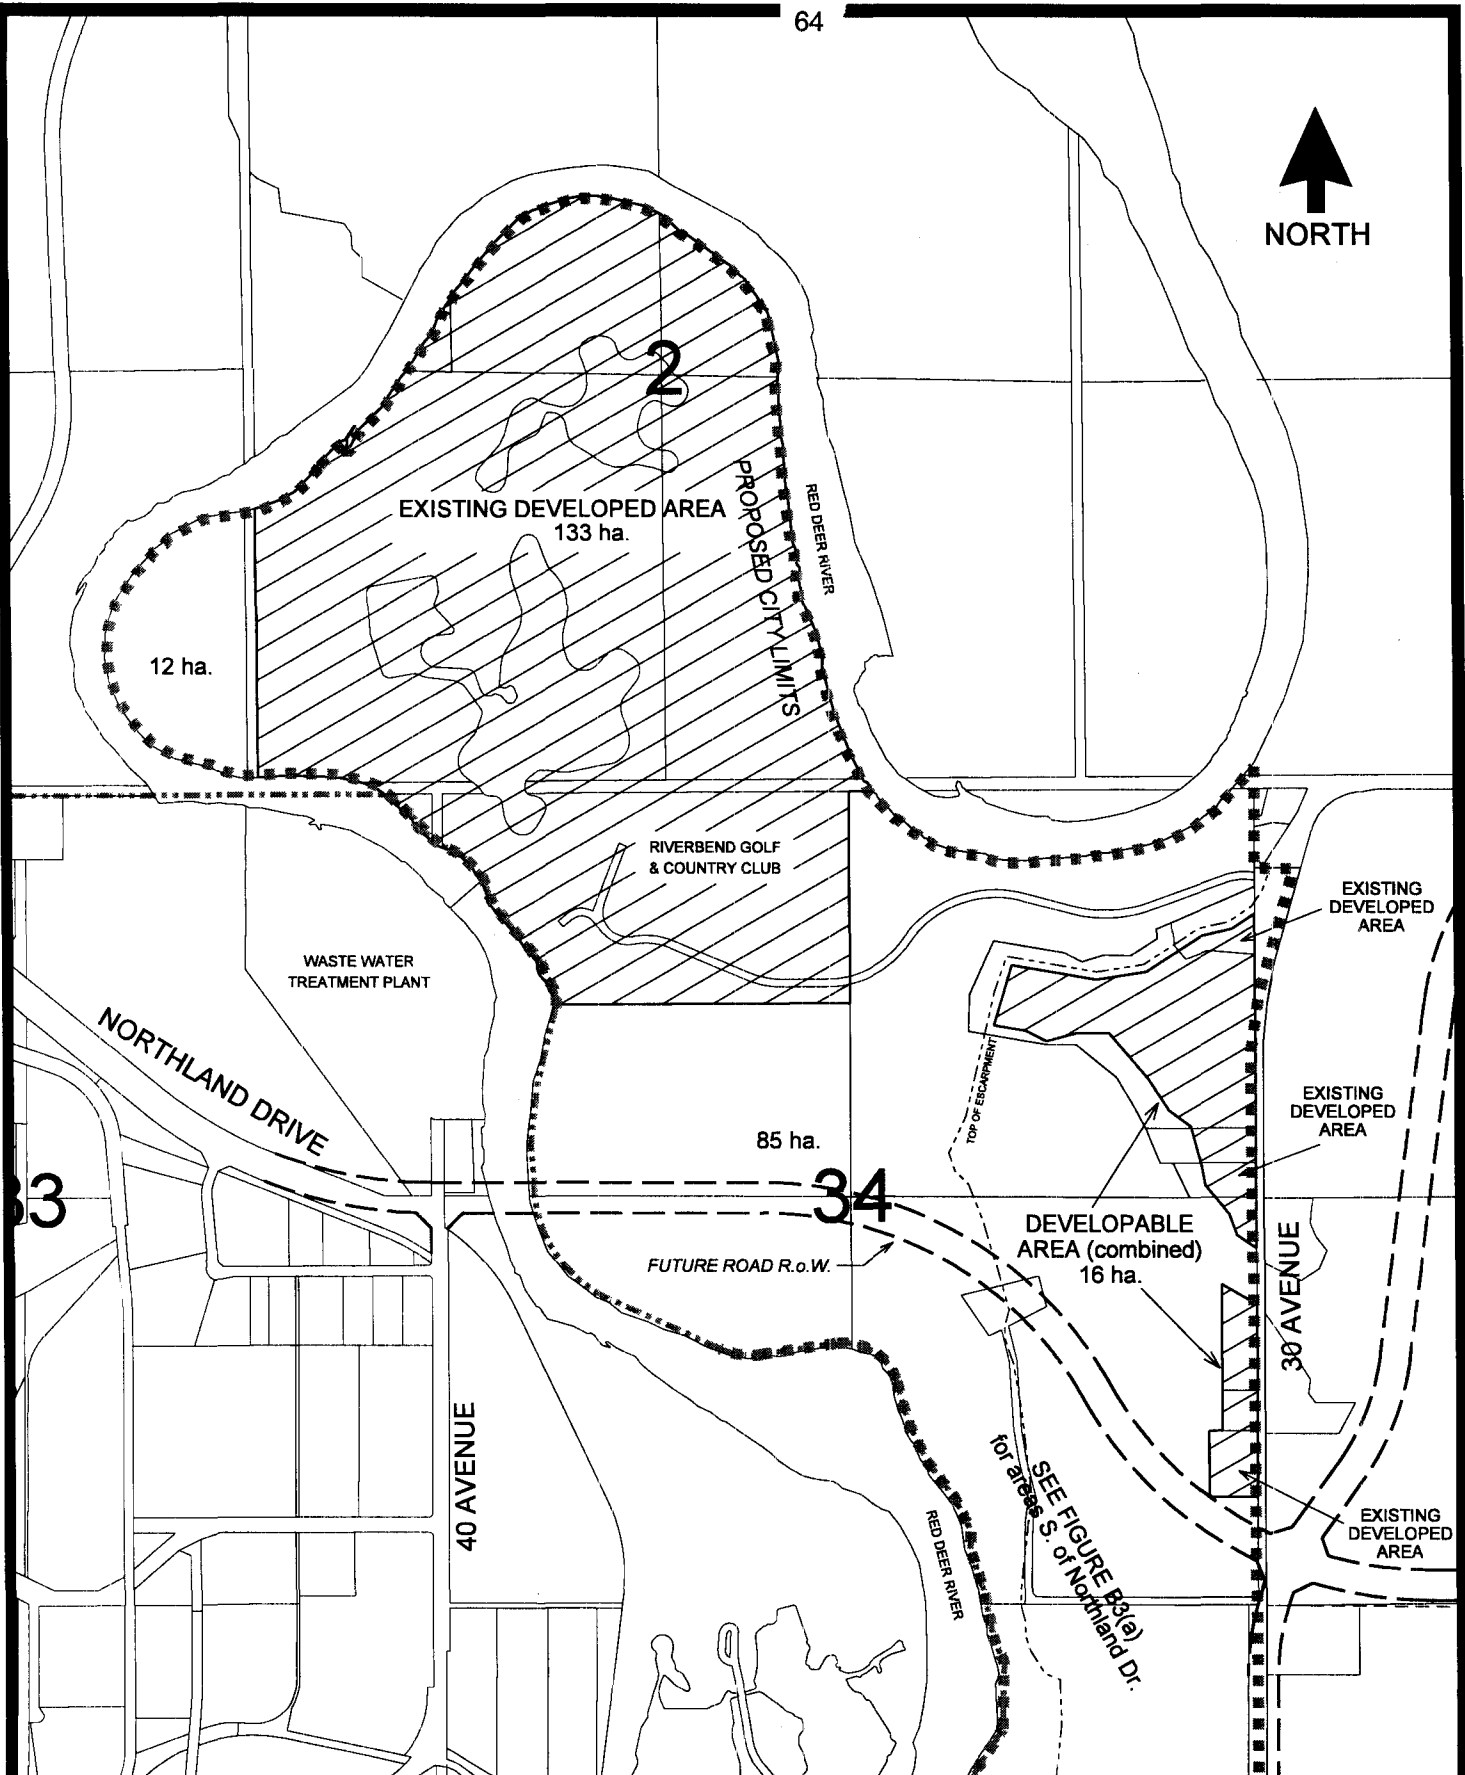 64
NORTH
2
EXISTING DEVELOPED AREA
133 ha.
PROPOSED CITY LIMITS
RED DEER RIVER
12 ha.
RIVERBEND GOLF
& COUNTRY CLUB
EXISTING
DEVELOPED
AREA
WASTE WATER
TREATMENT PLANT
NORTHLAND DRIVE
TOP OF ESCARPMENT
EXISTING
DEVELOPED
AREA
85 ha.
33
34
DEVELOPABLE
AREA (combined)
16 ha.
FUTURE ROAD R.o.W.
30 AVENUE
40 AVENUE
SEE FIGURE B3(a)
for areas S. of Northland Dr.
RED DEER RIVER
EXISTING
DEVELOPED
AREA